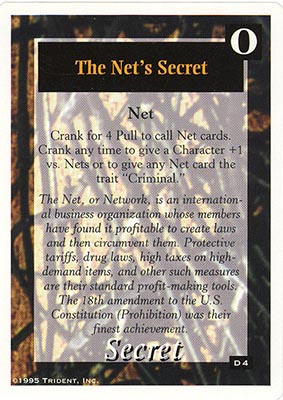 O
The Net's Secret
Net
Crank for 4 Pull to call Net cards.
Crank any time to give a Character +1
vs. Nets or to give any Net card the
trait "Criminal."
The Net, or Network, is an internation-
al business organization whose members
have found it profitable to create laws
and then circumvent them. Protective
tariffs, drug laws, high taxes on high-
demand items, and other such measures
are their standard profit-making tools.
The 18th amendment to the U.S.
Constitution (Prohibition) was their
finest achievement.
Secret
D 4
©1995 TRIDENT, INC.